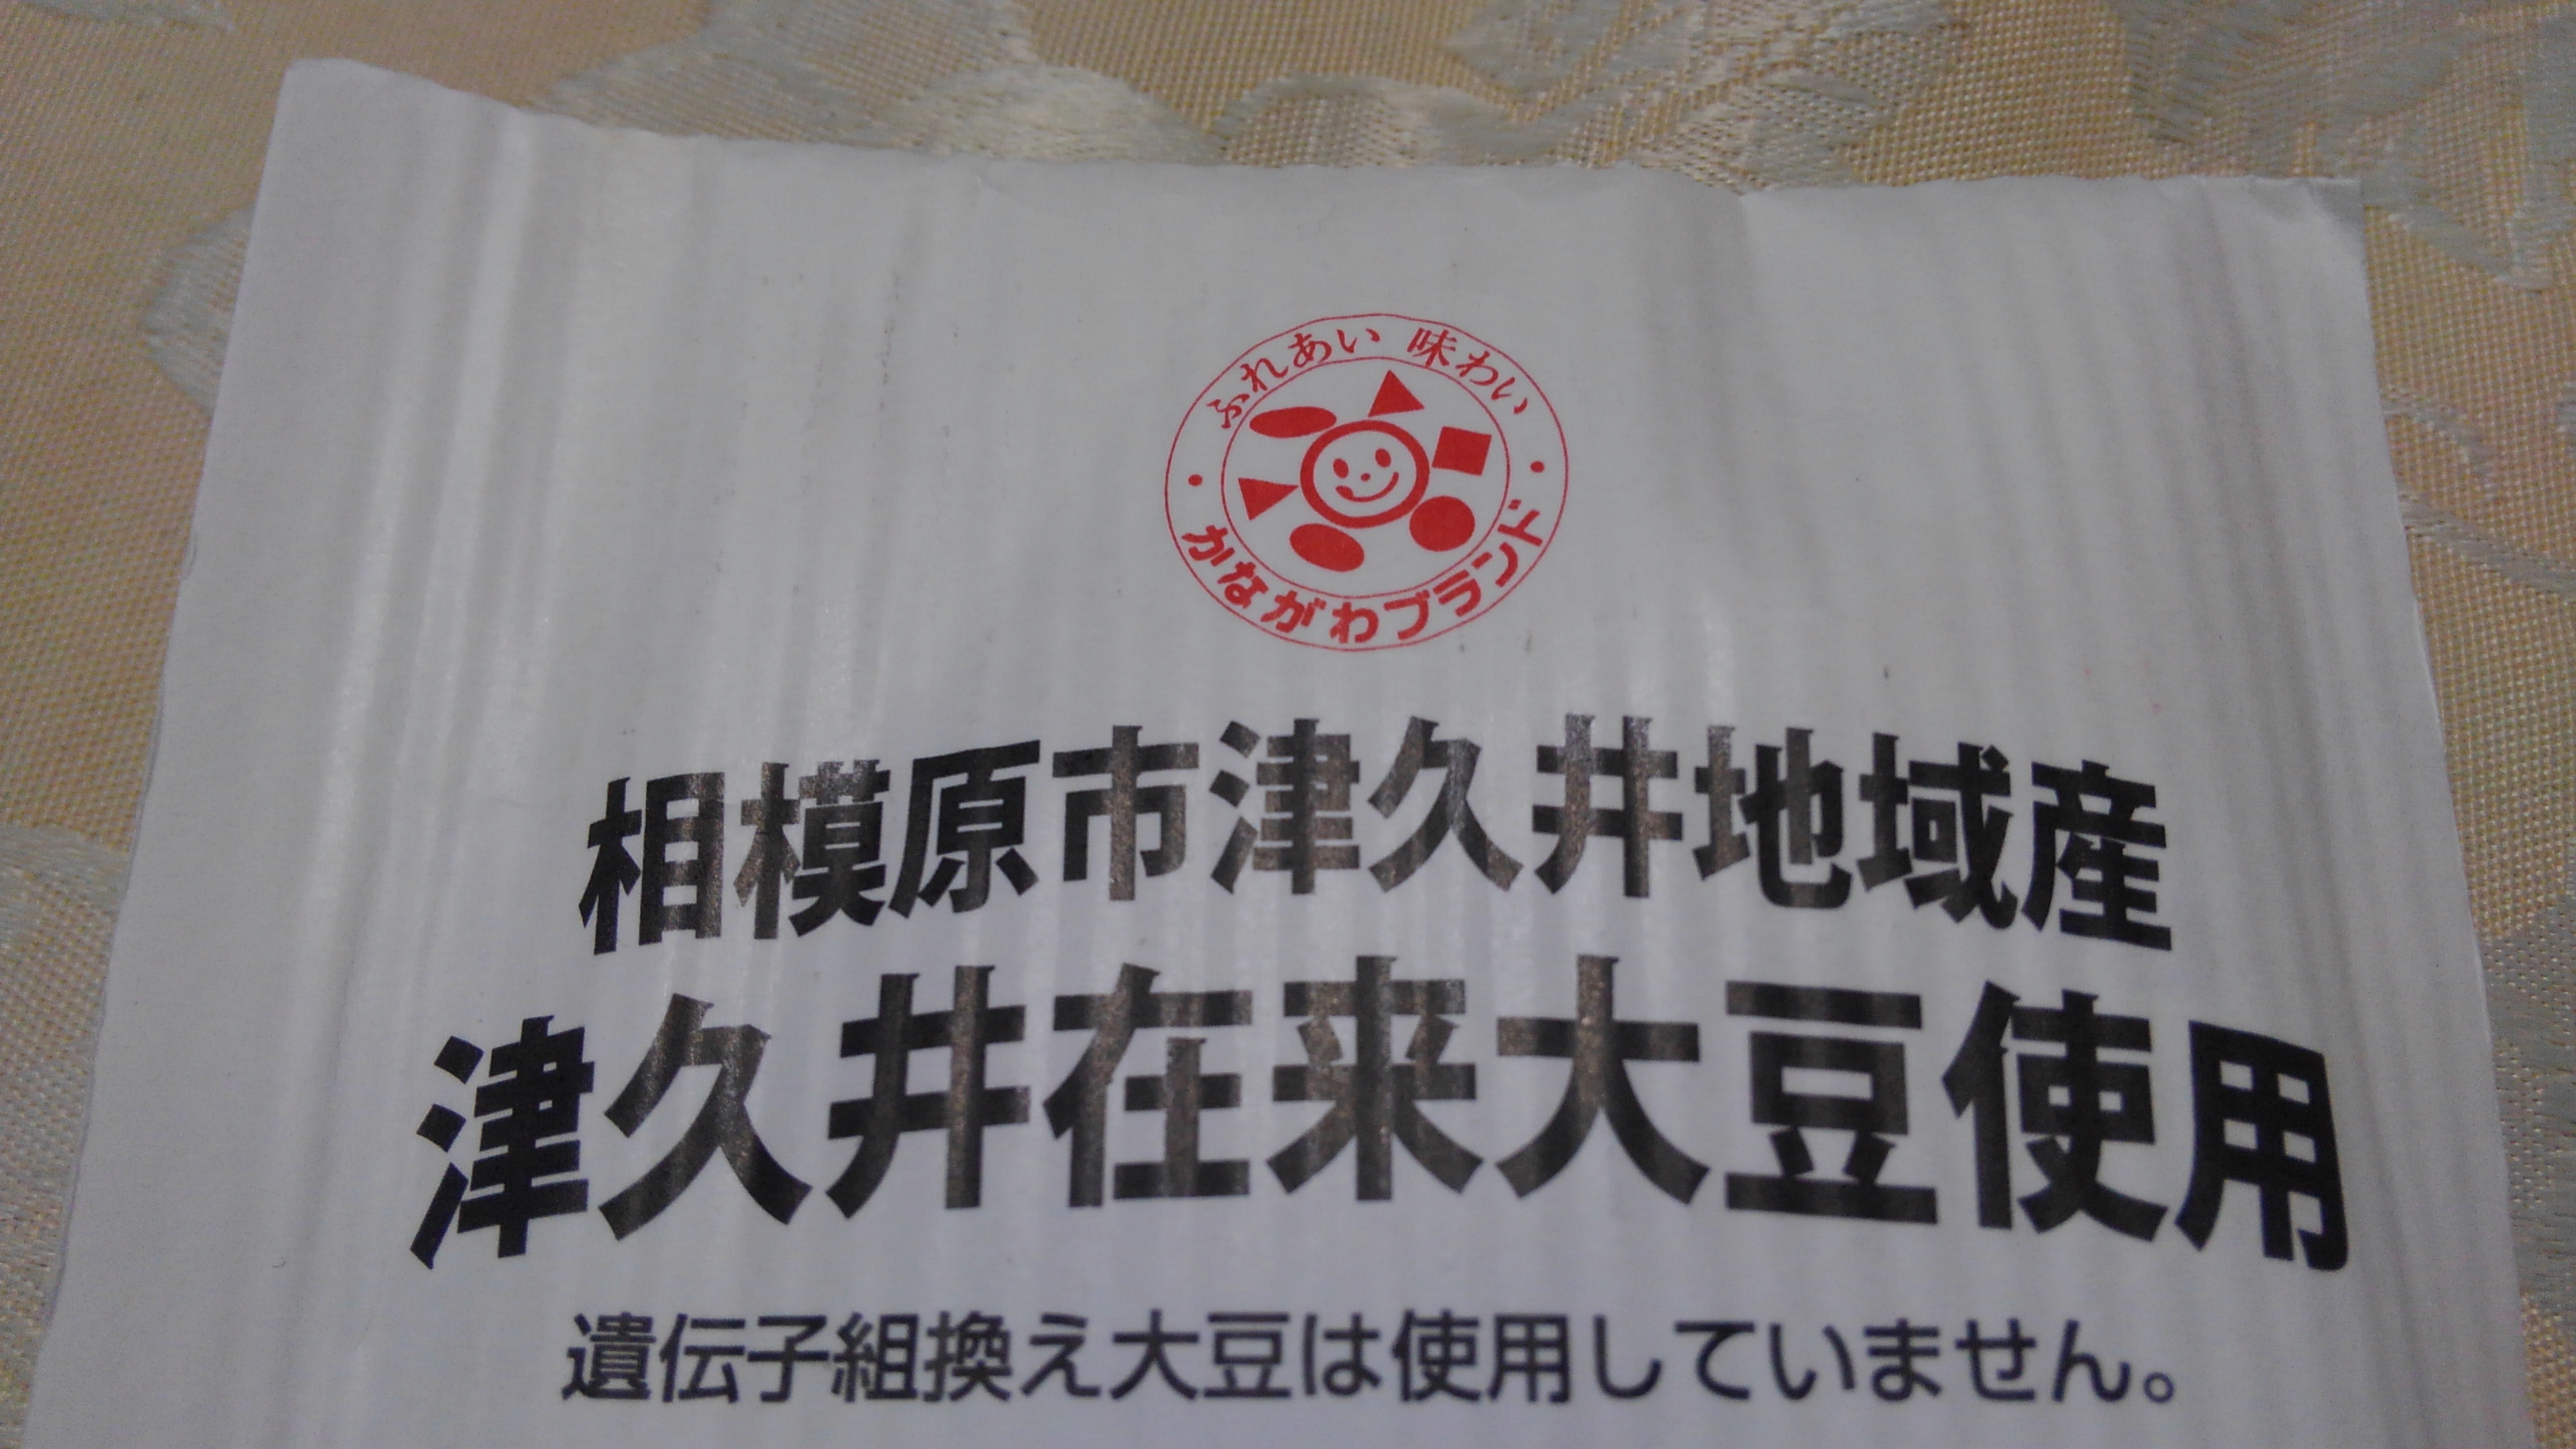 ふれあい 味わい
かながわブランド
相模原市津久井地域産
津久井在来大豆使用
遺伝子組換え大豆は使用していません。